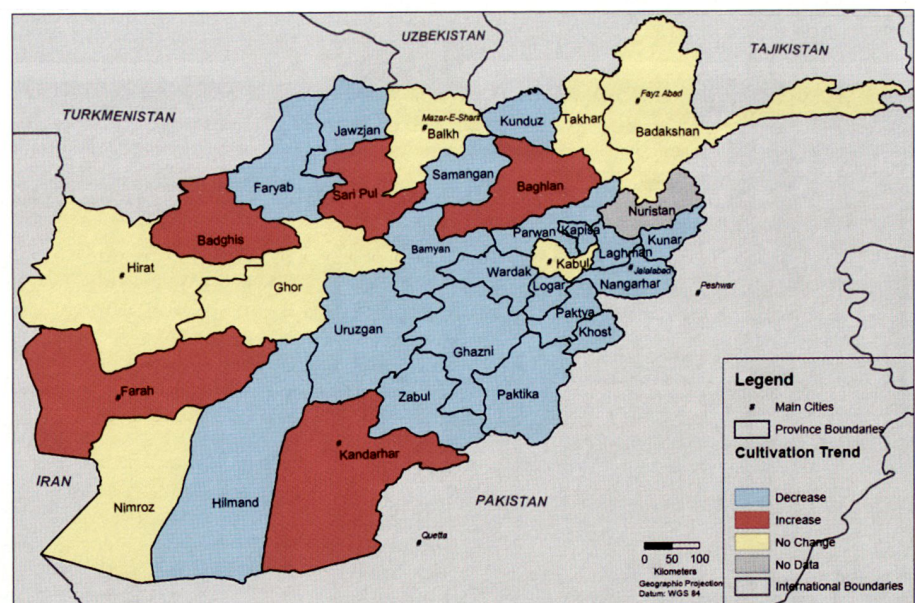 UZBEKISTAN
TAJIKISTAN
TURKMENISTAN
Fayz Abad
Mazar-E-Sharif
Jawzjan
Balkh
Kunduz
Takhar
Badakshan
Samangan
Faryab
Sari Pul
Baghlan
Nuristan
Badghis
Parwan
Kapisa
Kunar
Bamyan
Laghman
Hirat
Kabul
Jalalabad
Wardak
Nangarhar
Ghor
Logar
Peshwar
Paktya
Uruzgan
Khost
Ghazni
Farah
Zabul
Paktika
Kandarhar
IRAN
Nimroz
Hilmand
PAKISTAN
Quetta
Legend
Main Cities
Province Boundaries
Cultivation Trend
Decrease
Increase
No Change
No Data
International Boundaries
0 50 100
Kilometers
Geographic Projection
Datum: WGS 84